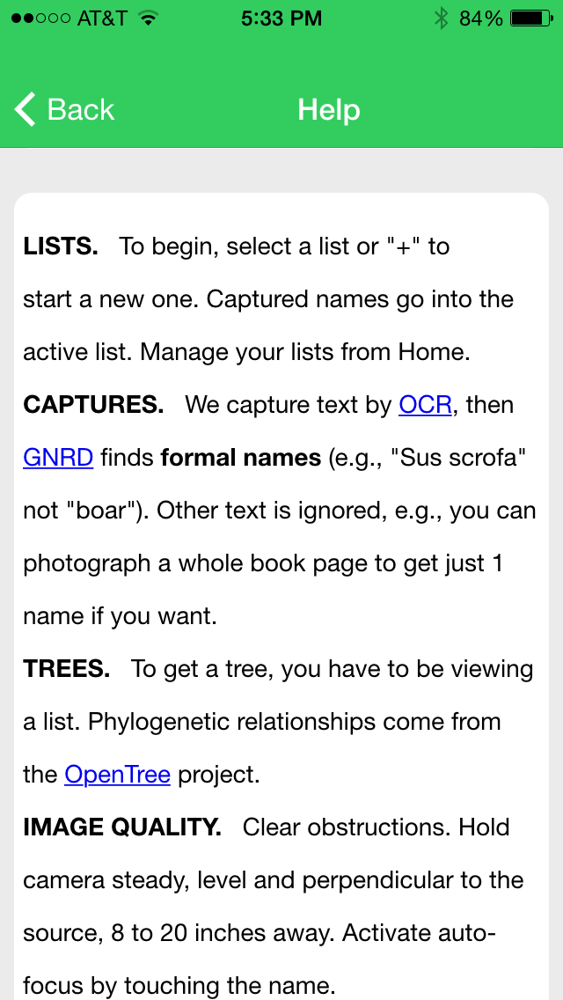 AT&T 5:33 PM 84%
Back Help
LISTS. To begin, select a list or "+" to
start a new one. Captured names go into the
active list. Manage your lists from Home.
CAPTURES. We capture text by OCR, then
GNRD finds formal names (e.g., "Sus scrofa"
not "boar"). Other text is ignored, e.g., you can
photograph a whole book page to get just 1
name if you want.
TREES. To get a tree, you have to be viewing
a list. Phylogenetic relationships come from
the OpenTree project.
IMAGE QUALITY. Clear obstructions. Hold
camera steady, level and perpendicular to the
source, 8 to 20 inches away. Activate auto-
focus by touching the name.